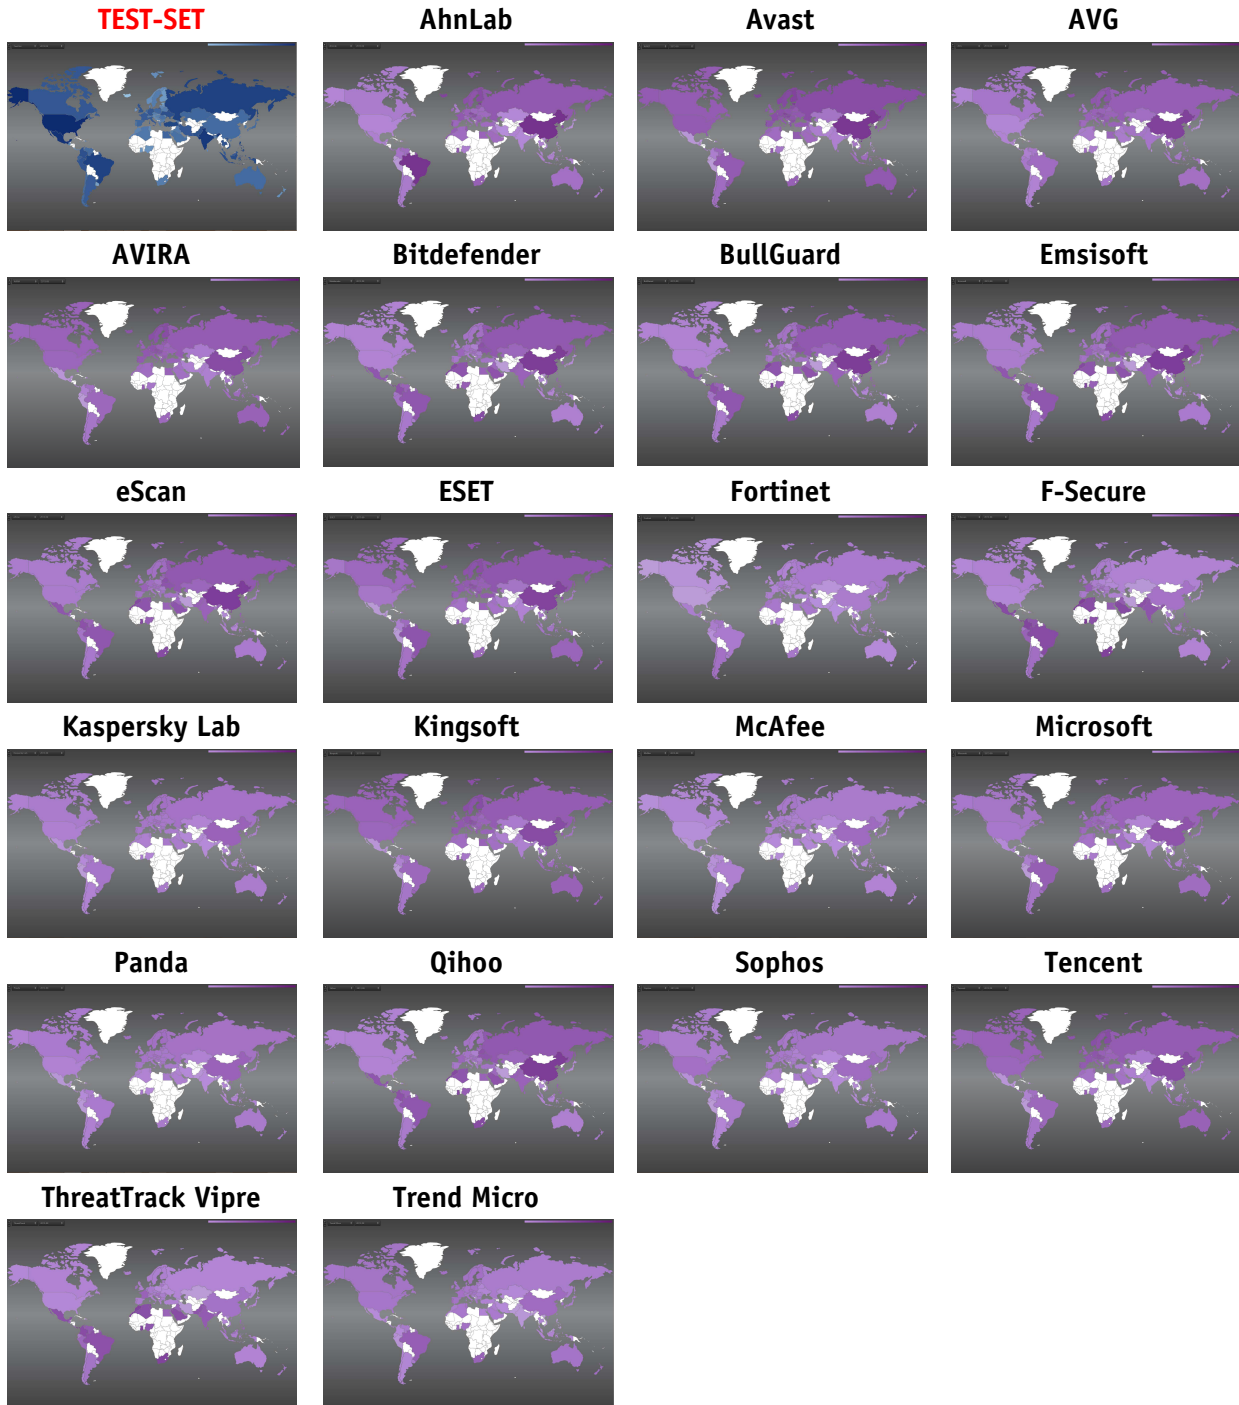 TEST-SET AhnLab Avast AVG
AVIRA Bitdefender BullGuard Emsisoft
eScan ESET Fortinet F-Secure
Kaspersky Lab Kingsoft McAfee Microsoft
Panda Qihoo Sophos Tencent
ThreatTrack Vipre Trend Micro